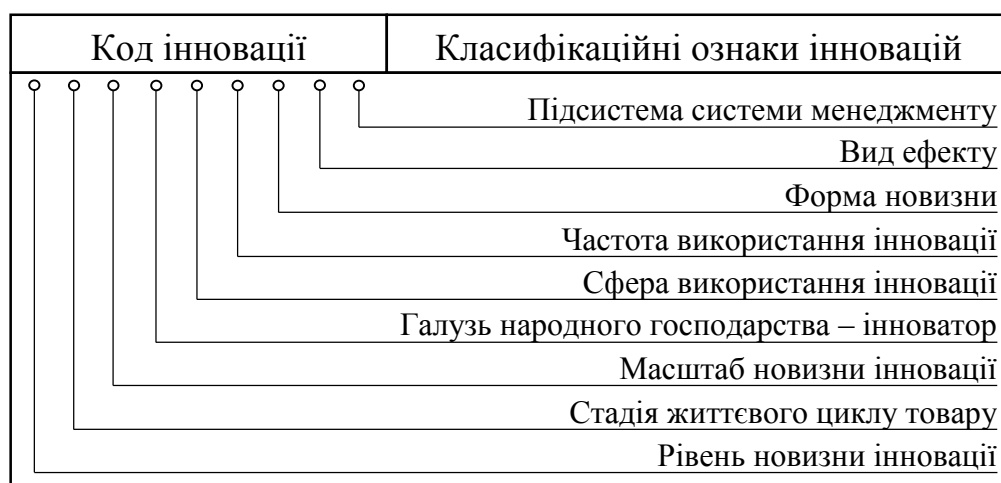 Код інновації
Класифікаційні ознаки інновацій
Підсистема системи менеджменту
Вид ефекту
Форма новизни
Частота використання інновації
Сфера використання інновації
Галузь народного господарства – інноватор
Масштаб новизни інновації
Стадія життєвого циклу товару
Рівень новизни інновації